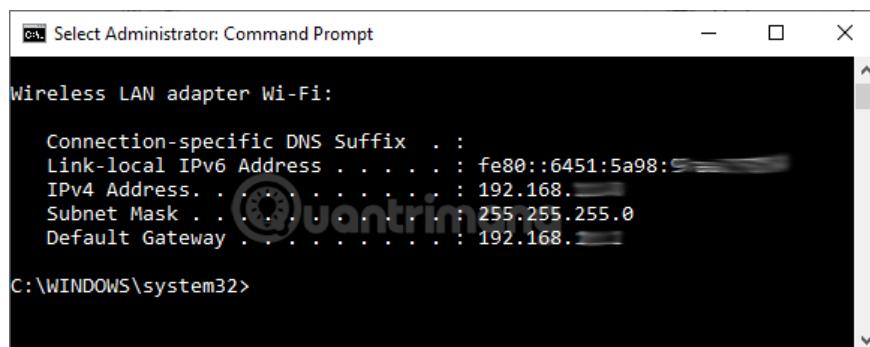 Select Administrator: Command Prompt
Wireless LAN adapter Wi-Fi:
Connection-specific DNS Suffix . :
Link-local IPv6 Address . . . . . : fe80::6451:5a98:
IPv4 Address. . . . . . . . . . . : 192.168.
Subnet Mask . . . . . . . . . . . : 255.255.255.0
Default Gateway . . . . . . . . . : 192.168.
C:\WINDOWS\system32>
Quantrimang